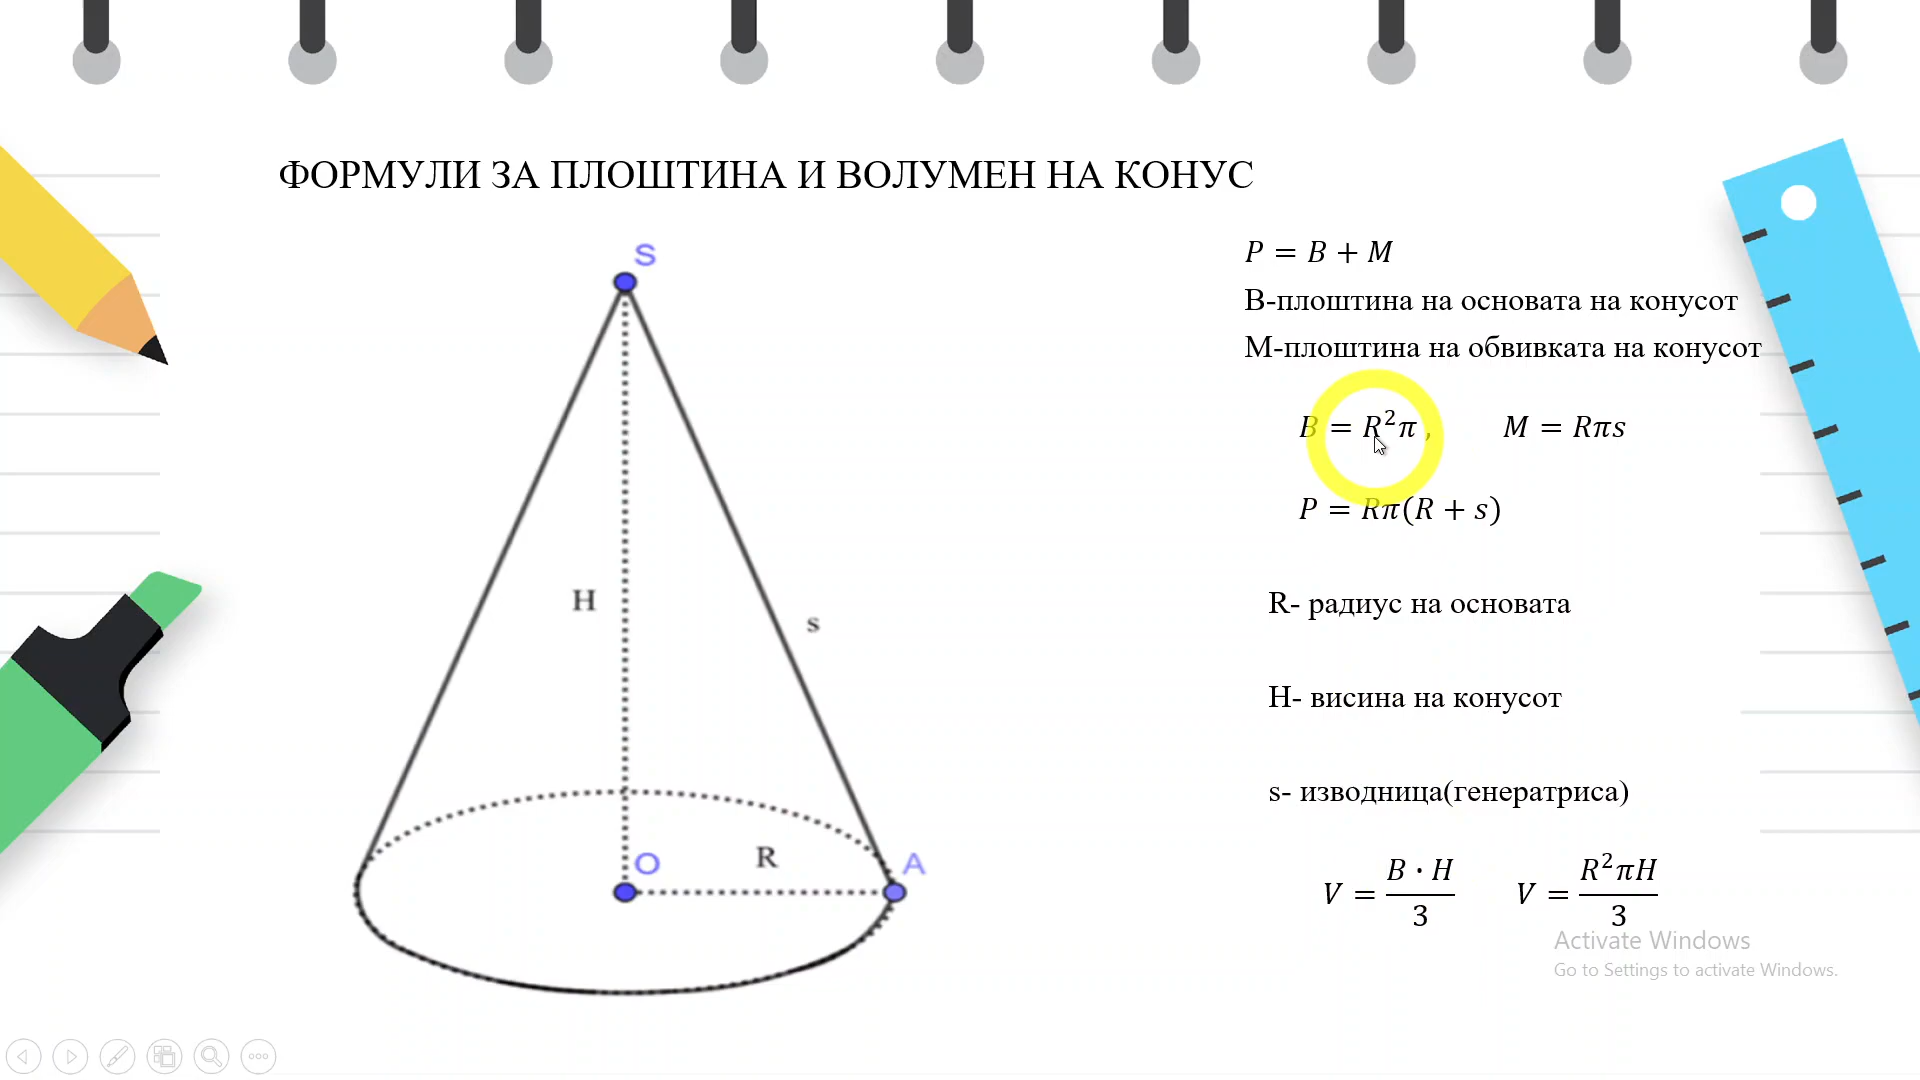 ФОРМУЛИ ЗА ПЛОШТИНА И ВОЛУМЕН НА КОНУС
S
H
s
O
R
A
P = B + M
В-плоштина на основата на конусот
М-плоштина на обвивката на конусот
B = R²π , M = Rπs
P = Rπ(R + s)
R- радиус на основата
H- висина на конусот
s- изводница(генератриса)
V = B · H / 3 V = R²πH / 3
Activate Windows
Go to Settings to activate Windows.